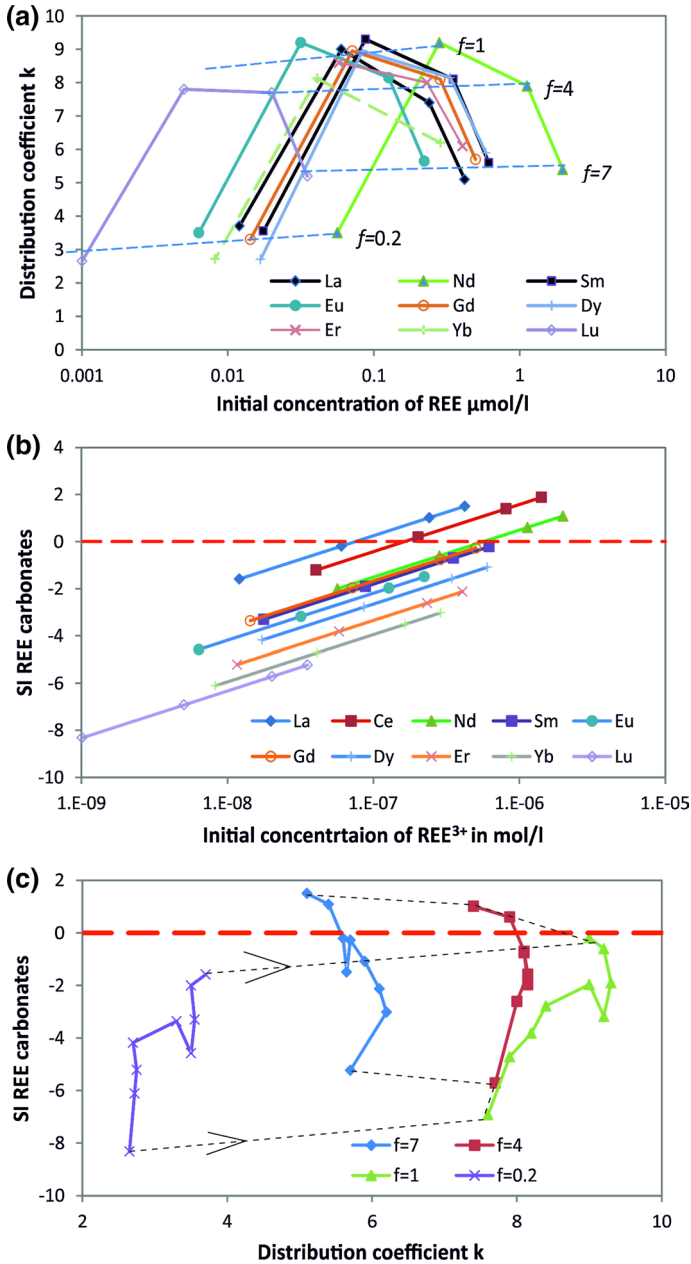 (a)
10
9
8
7
6
5
4
3
2
1
0
Distribution coefficient k
f=1
f=4
f=7
f=0.2
La Nd Sm
Eu Gd Dy
Er Yb Lu
0.001 0.01 0.1 1 10
Initial concentration of REE µmol/l
(b)
4
2
0
-2
-4
-6
-8
-10
SI REE carbonates
La Ce Nd Sm Eu
Gd Dy Er Yb Lu
1.E-09 1.E-08 1.E-07 1.E-06 1.E-05
Initial concentrtaion of REE³⁺ in mol/l
(c)
2
0
-2
-4
-6
-8
-10
SI REE carbonates
f=7 f=4
f=1 f=0.2
2 4 6 8 10
Distribution coefficient k